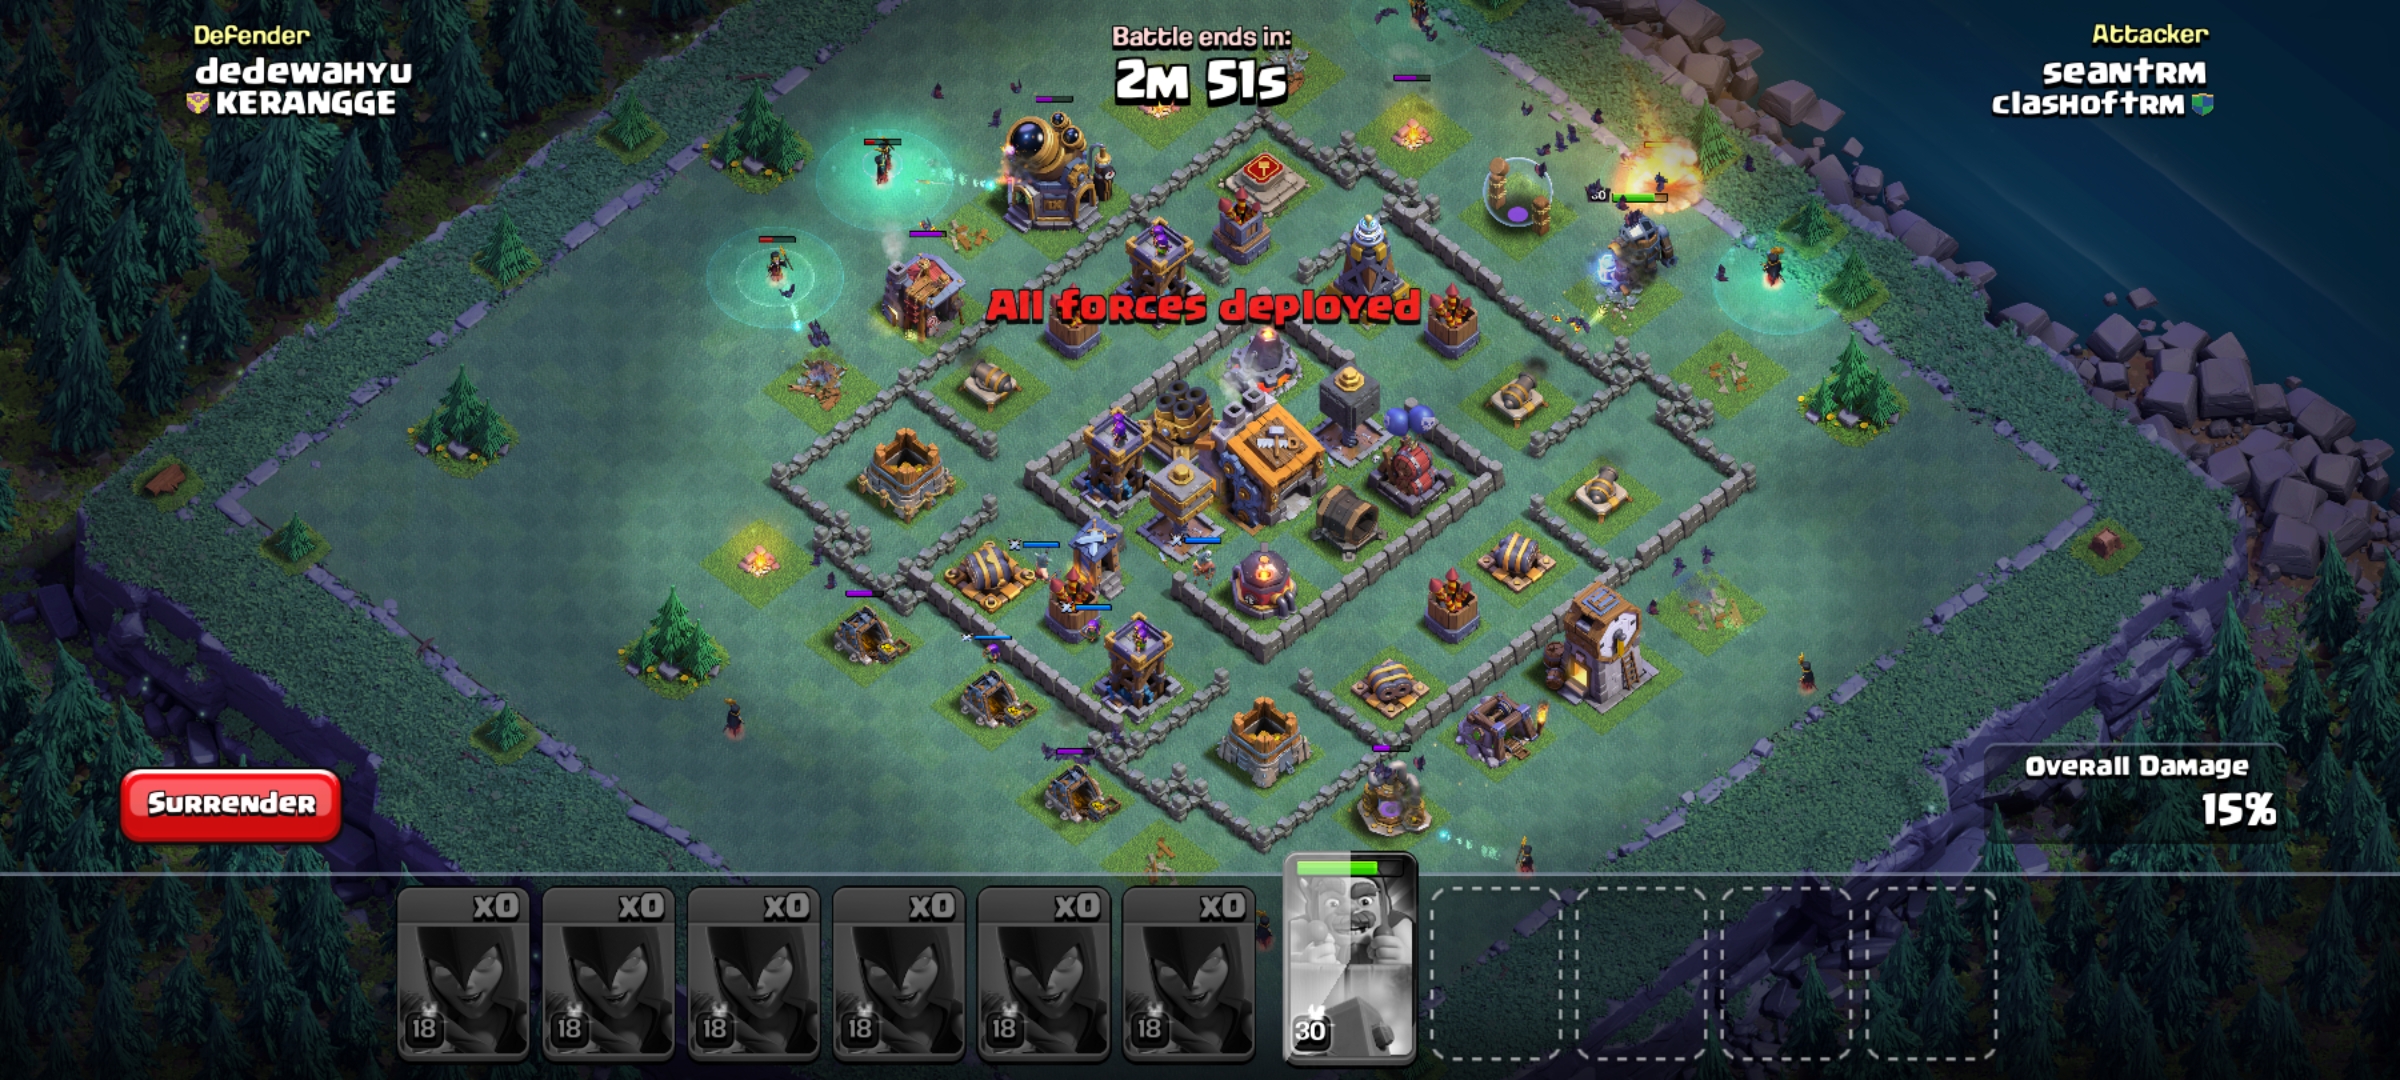 Defender
dedewahyu
KERANGGE
Battle ends in:
2M 51s
Attacker
seantRM
clashoftRM
30
All forces deployed
Surrender
Overall Damage
15%
x0
x0
x0
x0
x0
x0
18
18
18
18
18
18
30